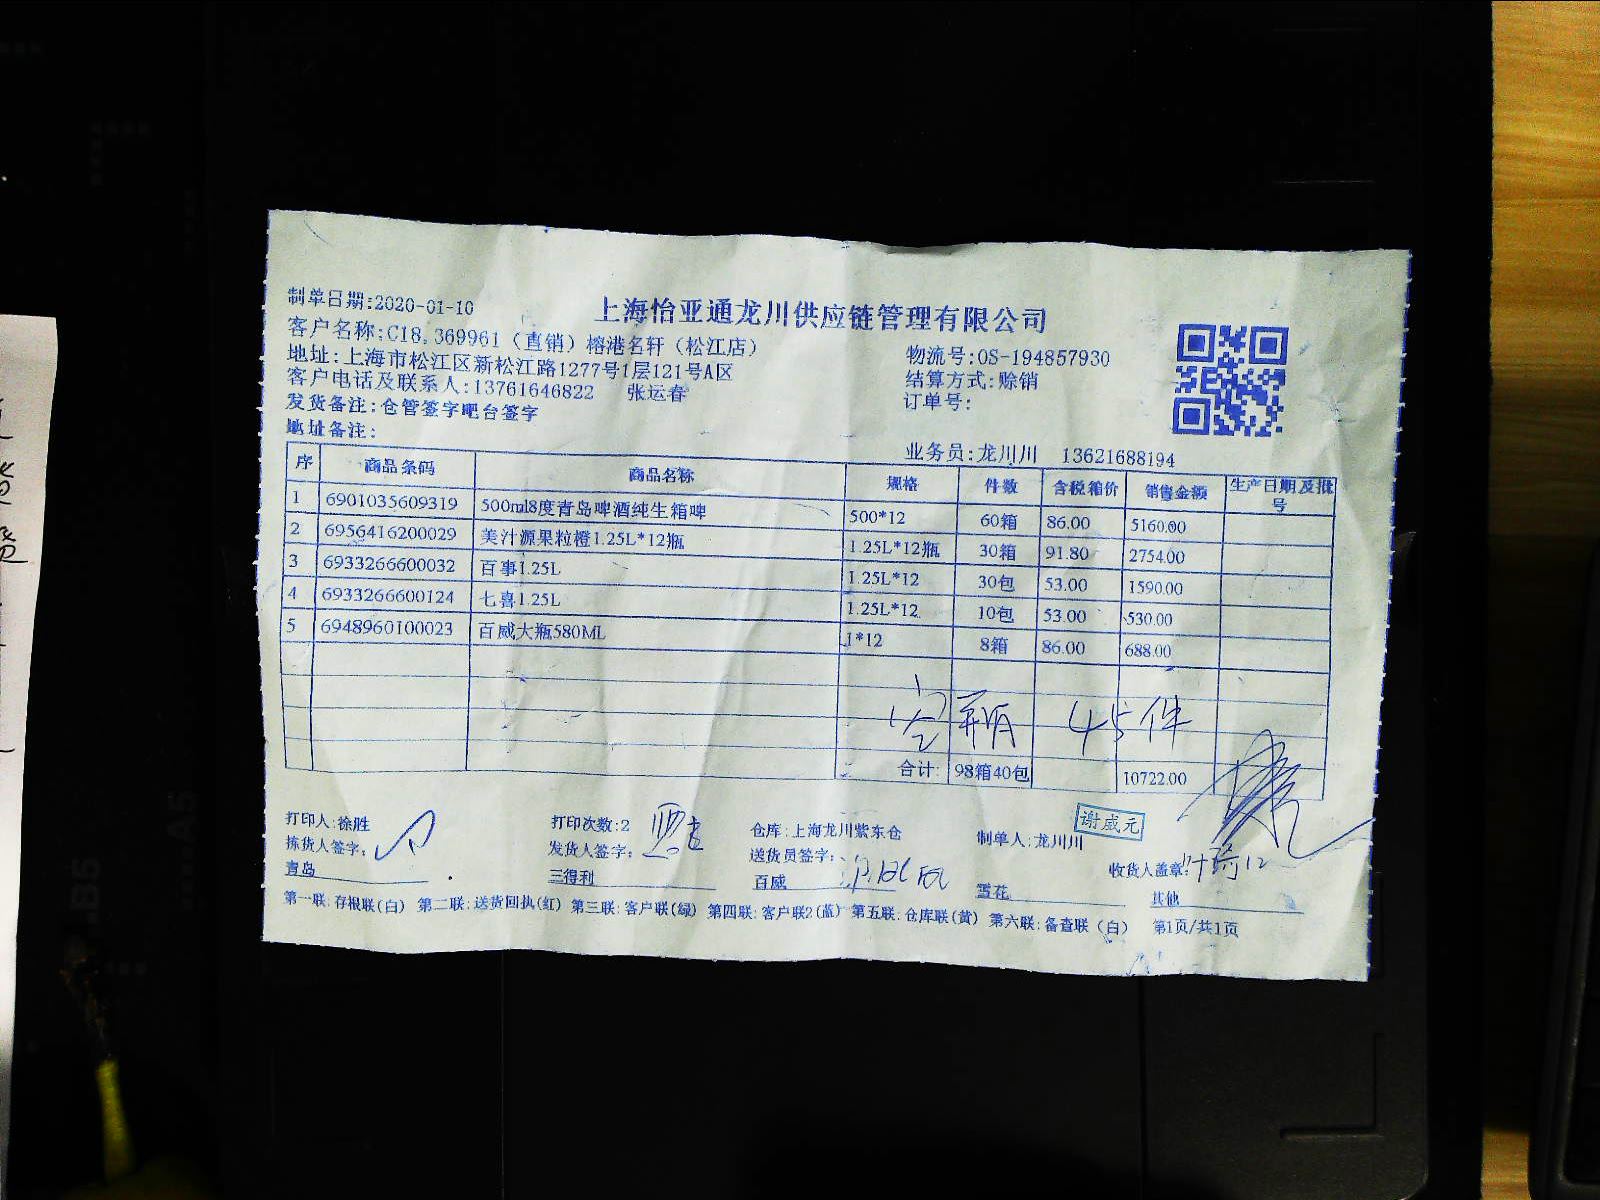 上海怡亚通龙川供应链管理有限公司
制单日期:2020-01-10
客户名称:C18,369961（直销）榕港名轩（松江店）
物流号:OS-194857930
地址:上海市松江区新松江路1277号1层121号A区
结算方式:赊销
客户电话及联系人:13761646822 张运春
订单号:
发货备注:仓管签字吧台签字
地址备注:
业务员:龙川川 13621688194
序 商品条码 商品名称 规格 件数 含税箱价 销售金额 生产日期及批号
1 6901035609319 500ml8度青岛啤酒纯生箱啤 500*12 60箱 86.00 5160.00
2 6956416200029 美汁源果粒橙1.25L*12瓶 1.25L*12瓶 30箱 91.80 2754.00
3 6933266600032 百事1.25L 1.25L*12 30包 53.00 1590.00
4 6933266600124 七喜1.25L 1.25L*12 10包 53.00 530.00
5 6948960100023 百威大瓶580ML 1*12 8箱 86.00 688.00
空瓶 45件
合计: 98箱40包 10722.00
谢威元
打印人:徐胜 打印次数:2 仓库:上海龙川紫东仓 制单人:龙川川
拣货人签字: 发货人签字: 送货员签字: 收货人盖章:
青岛 三得利 百威 雪花 其他
第一联:存根联(白) 第二联:送货回执(红) 第三联:客户联(绿) 第四联:客户联2(蓝) 第五联:仓库联(黄) 第六联:备查联（白） 第1页/共1页
B5
A5